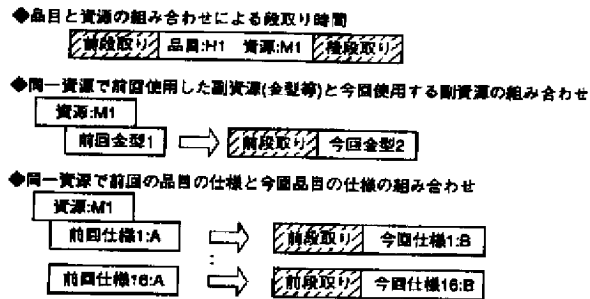 ◆品目と資源の組み合わせによる段取り時間
前段取り 品目:H1 資源:M1 後段取り
◆同一資源で前回使用した副資源(金型等)と今回使用する副資源の組み合わせ
資源:M1
前回金型1 前段取り 今回金型2
◆同一資源で前回の品目の仕様と今回品目の仕様の組み合わせ
資源:M1
前回仕様1:A 前段取り 今回仕様1:B
:
前回仕様16:A 前段取り 今回仕様16:B